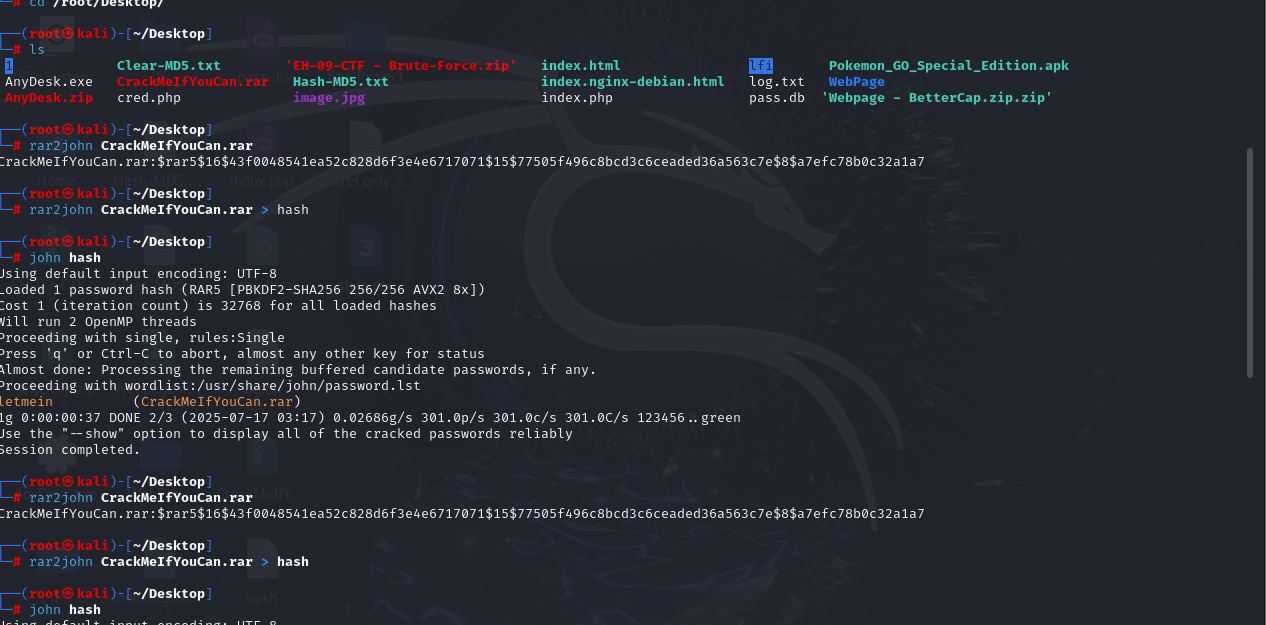 # cd /root/Desktop/
(root㉿kali)-[~/Desktop]
# ls
1 Clear-MD5.txt 'EH-09-CTF - Brute-Force.zip' index.html lfi Pokemon_GO_Special_Edition.apk
AnyDesk.exe CrackMeIfYouCan.rar Hash-MD5.txt index.nginx-debian.html log.txt WebPage
AnyDesk.zip cred.php image.jpg index.php pass.db 'Webpage - BetterCap.zip.zip'
(root㉿kali)-[~/Desktop]
# rar2john CrackMeIfYouCan.rar
CrackMeIfYouCan.rar:$rar5$16$43f0048541ea52c828d6f3e4e6717071$15$77505f496c8bcd3c6ceaded36a563c7e$8$a7efc78b0c32a1a7
(root㉿kali)-[~/Desktop]
# rar2john CrackMeIfYouCan.rar > hash
(root㉿kali)-[~/Desktop]
# john hash
Using default input encoding: UTF-8
Loaded 1 password hash (RAR5 [PBKDF2-SHA256 256/256 AVX2 8x])
Cost 1 (iteration count) is 32768 for all loaded hashes
Will run 2 OpenMP threads
Proceeding with single, rules:Single
Press 'q' or Ctrl-C to abort, almost any other key for status
Almost done: Processing the remaining buffered candidate passwords, if any.
Proceeding with wordlist:/usr/share/john/password.lst
letmein (CrackMeIfYouCan.rar)
1g 0:00:00:37 DONE 2/3 (2025-07-17 03:17) 0.02686g/s 301.0p/s 301.0c/s 301.0C/s 123456..green
Use the "--show" option to display all of the cracked passwords reliably
Session completed.
(root㉿kali)-[~/Desktop]
# rar2john CrackMeIfYouCan.rar
CrackMeIfYouCan.rar:$rar5$16$43f0048541ea52c828d6f3e4e6717071$15$77505f496c8bcd3c6ceaded36a563c7e$8$a7efc78b0c32a1a7
(root㉿kali)-[~/Desktop]
# rar2john CrackMeIfYouCan.rar > hash
(root㉿kali)-[~/Desktop]
# john hash
Using default input encoding: UTF-8